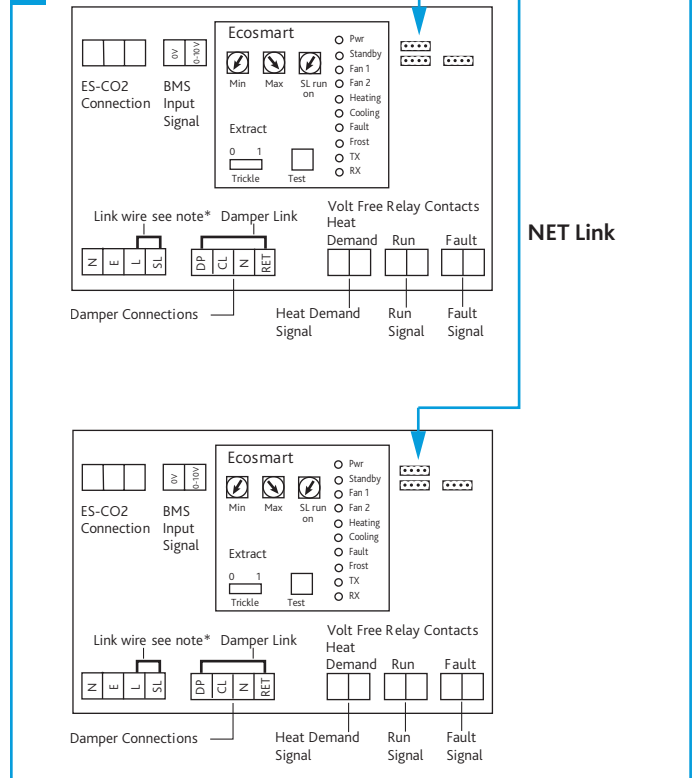 Ecosmart
Pwr
Standby
Fan 1
Fan 2
Heating
Cooling
Fault
Frost
TX
RX
0V
0-10V
Min
Max
SL run
on
ES-CO2
Connection
BMS
Input
Signal
Extract
0 1
Trickle
Test
Link wire see note*
Damper Link
Volt Free Relay Contacts
Heat
Demand
Run
Fault
N
E
L
SL
DP
CL
N
RET
Damper Connections
Heat Demand
Signal
Run
Signal
Fault
Signal
NET Link
Ecosmart
Pwr
Standby
Fan 1
Fan 2
Heating
Cooling
Fault
Frost
TX
RX
0V
0-10V
Min
Max
SL run
on
ES-CO2
Connection
BMS
Input
Signal
Extract
0 1
Trickle
Test
Link wire see note*
Damper Link
Volt Free Relay Contacts
Heat
Demand
Run
Fault
N
E
L
SL
DP
CL
N
RET
Damper Connections
Heat Demand
Signal
Run
Signal
Fault
Signal